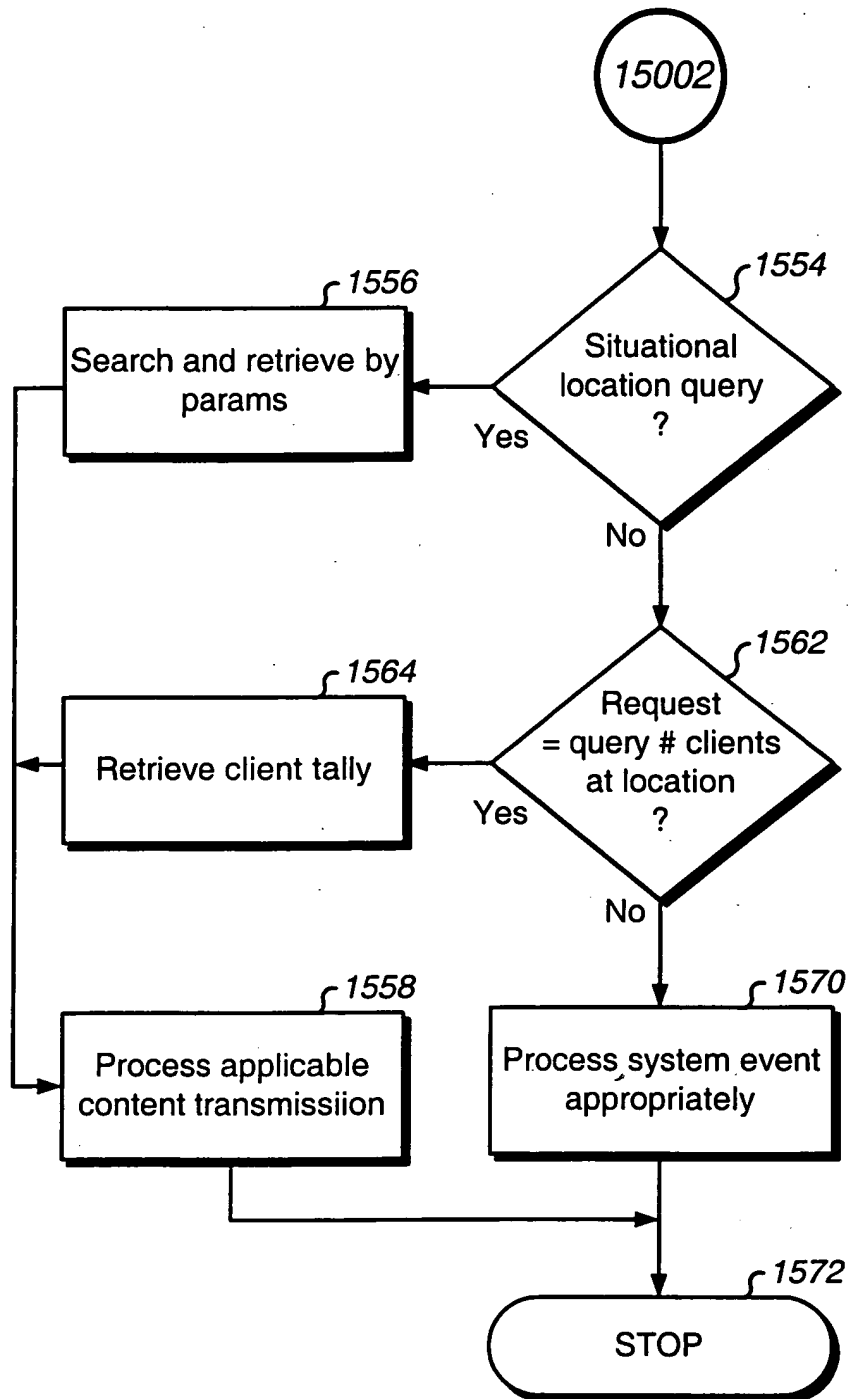 15002
1554
Situational
location query
?
Yes
No
1556
Search and retrieve by
params
1562
Request
= query # clients
at location
?
Yes
No
1564
Retrieve client tally
1558
Process applicable
content transmissiion
1570
Process system event
appropriately
1572
STOP